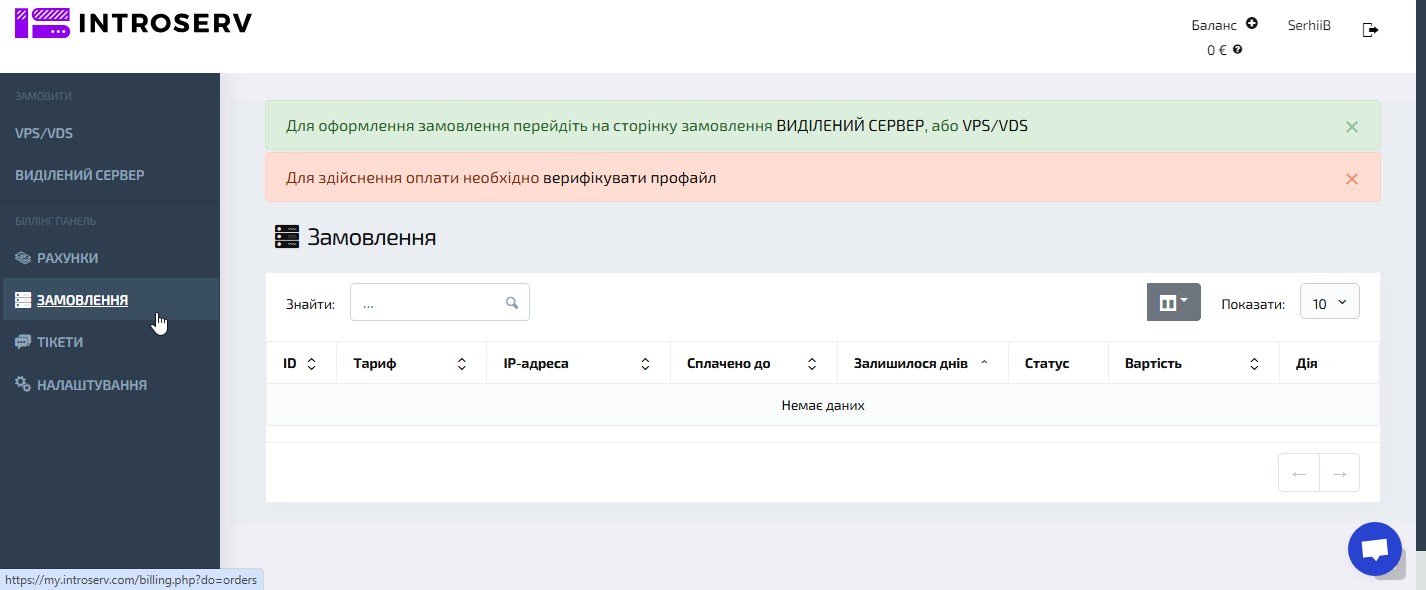 INTROSERV
Баланс
SerhiiB
0 €
ЗАМОВИТИ
VPS/VDS
ВИДІЛЕНИЙ СЕРВЕР
БІЛЛІНГ ПАНЕЛЬ
РАХУНКИ
ЗАМОВЛЕННЯ
ТІКЕТИ
НАЛАШТУВАННЯ
Для оформлення замовлення перейдіть на сторінку замовлення ВИДІЛЕНИЙ СЕРВЕР, або VPS/VDS
Для здійснення оплати необхідно верифікувати профайл
Замовлення
Знайти: ...
Показати: 10
ID Тариф IP-адреса Сплачено до Залишилося днів Статус Вартість Дія
Немає даних
← →
https://my.introserv.com/billing.php?do=orders